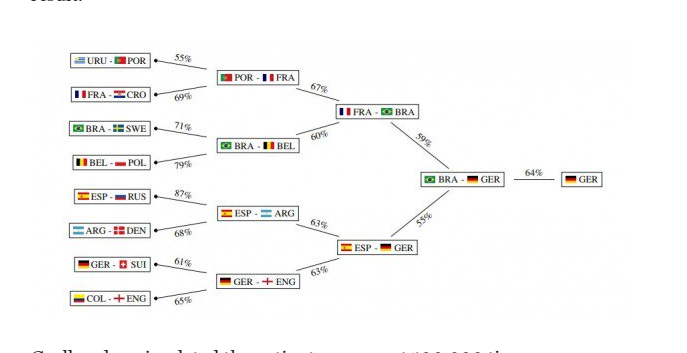 55%
URU - POR
POR - FRA
67%
FRA - CRO
69%
FRA - BRA
71%
BRA - SWE
60%
BRA - BEL
59%
BEL - POL
79%
BRA - GER
64%
GER
87%
ESP - RUS
ESP - ARG
63%
ARG - DEN
68%
55%
ESP - GER
61%
GER - SUI
63%
GER - ENG
COL - ENG
65%